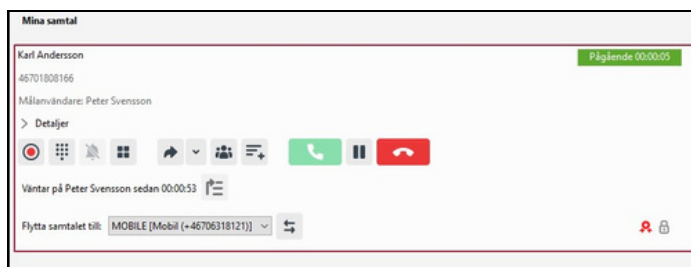 Mina samtal
Karl Andersson
Pågående 00:00:05
46701808166
Målanvändare: Peter Svensson
Detaljer
Väntar på Peter Svensson sedan 00:00:53
Flytta samtalet till: MOBILE [Mobil (+46706318121)]